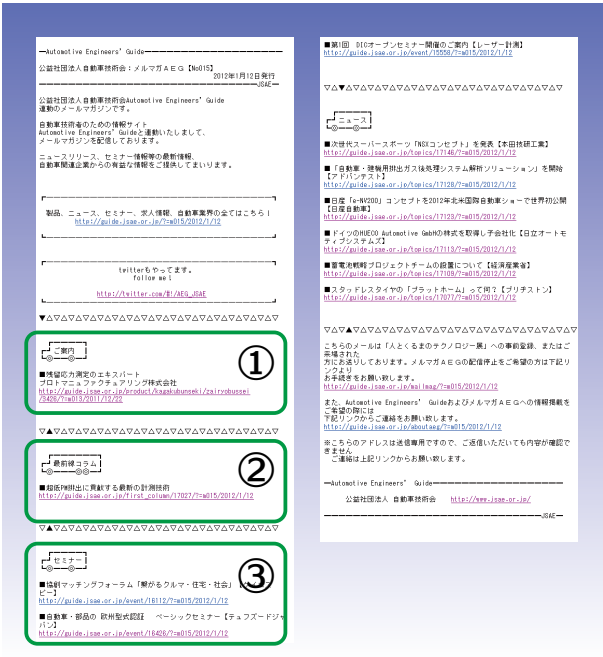 ━Automotive Engineers’ Guide━━━━━━━━━━━━━━━━━━━
公益社団法人自動車技術会：メルマガＡＥＧ【No015】
2012年1月12日発行
━━━━━━━━━━━━━━━━━━━━━━━━━━━━━━JSAE━
公益社団法人自動車技術会Automotive Engineers’ Guide
連動のメールマガジンです。
自動車技術者のための情報サイト
Automotive Engineers’ Guideと連動いたしまして、
メールマガジンを配信しております。
ニュースリリース、セミナー情報等の最新情報、
自動車関連企業からの有益な情報をご提供してまいります。
製品、ニュース、セミナー、求人情報、自動車業界の全てはこちら！
http://guide.jsae.or.jp/?=m015/2012/1/12
twitterもやってます。
follow me!
http://twitter.com/#!/AEG_JSAE
▼△▽△▽△▽△▽△▽△▽△▽△▽△▽△▽△▽△▽△▽△▽△▽△▽
ご案内
①
■残留応力測定のエキスパート
プロトマニュファクチュアリング株式会社
http://guide.jsae.or.jp/product/kagakubunseki/zairyobussei
/3426/?=m013/2011/12/22
▽▲▽△▽△▽△▽△▽△▽△▽△▽△▽△▽△▽△▽△▽△▽△▽△▽
最前線コラム
②
■超低PM排出に貢献する最新の計測技術
http://guide.jsae.or.jp/first_column/17027/?=m015/2012/1/12
▽▲▽△▽△▽△▽△▽△▽△▽△▽△▽△▽△▽△▽△▽△▽△▽△▽
セミナー
③
■協創マッチングフォーラム「繋がるクルマ・住宅・社会」
ビー】
http://guide.jsae.or.jp/event/16112/?=m015/2012/1/12
■自動車・部品の 欧州型式認証　ベーシックセミナー【テュフズードジャ
パン】
http://guide.jsae.or.jp/event/16426/?=m015/2012/1/12
■第1回 DICオープンセミナー開催のご案内【レーザー計測】
http://guide.jsae.or.jp/event/15556/?=m015/2012/1/12
▽△▼△▽△▽△▽△▽△▽△▽△▽△▽△▽△▽△▽△▽△▽△▽△▽
ニュース
■次世代スーパースポーツ「NSXコンセプト」を発表【本田技研工業】
http://guide.jsae.or.jp/topics/17146/?=m015/2012/1/12
■「自動車・建機用排出ガス後処理システム解析ソリューション」を開始
【アドバンテスト】
http://guide.jsae.or.jp/topics/17128/?=m015/2012/1/12
■日産「e-NV200」コンセプトを2012年北米国際自動車ショーで世界初公開
【日産自動車】
http://guide.jsae.or.jp/topics/17123/?=m015/2012/1/12
■ドイツのHUECO Automotive GmbHの株式を取得し子会社化【日立オートモ
ティブシステムズ】
http://guide.jsae.or.jp/topics/17113/?=m015/2012/1/12
■蓄電池戦略プロジェクトチームの設置について【経済産業省】
http://guide.jsae.or.jp/topics/17109/?=m015/2012/1/12
■スタッドレスタイヤの「プラットホーム」って何？【ブリヂストン】
http://guide.jsae.or.jp/topics/17077/?=m015/2012/1/12
▽△▽▲▽△▽△▽△▽△▽△▽△▽△▽△▽△▽△▽△▽△▽△▽△▽△▽
こちらのメールは「人とくるまのテクノロジー展」への事前登録、またはご
来場された
方にお送りしております。メルマガＡＥＧの配信停止をご希望の方は下記リ
ンクより
お手続きをお願い致します。
http://guide.jsae.or.jp/mailmag/?=m015/2012/1/12
また、Automotive Engineers’ GuideおよびメルマガＡＥＧへの情報掲載を
ご希望の際には
下記リンクからご連絡をお願い致します。
http://guide.jsae.or.jp/aboutaeg/?=m015/2012/1/12
※こちらのアドレスは送信専用ですので、ご返信いただいても内容が確認で
きません
ご連絡は上記リンクからお願い致します。
━Automotive Engineers’ Guide━━━━━━━━━━━━━━━━━━━
公益社団法人 自動車技術会　http://www.jsae.or.jp/
━━━━━━━━━━━━━━━━━━━━━━━━━━━━━━JSAE━